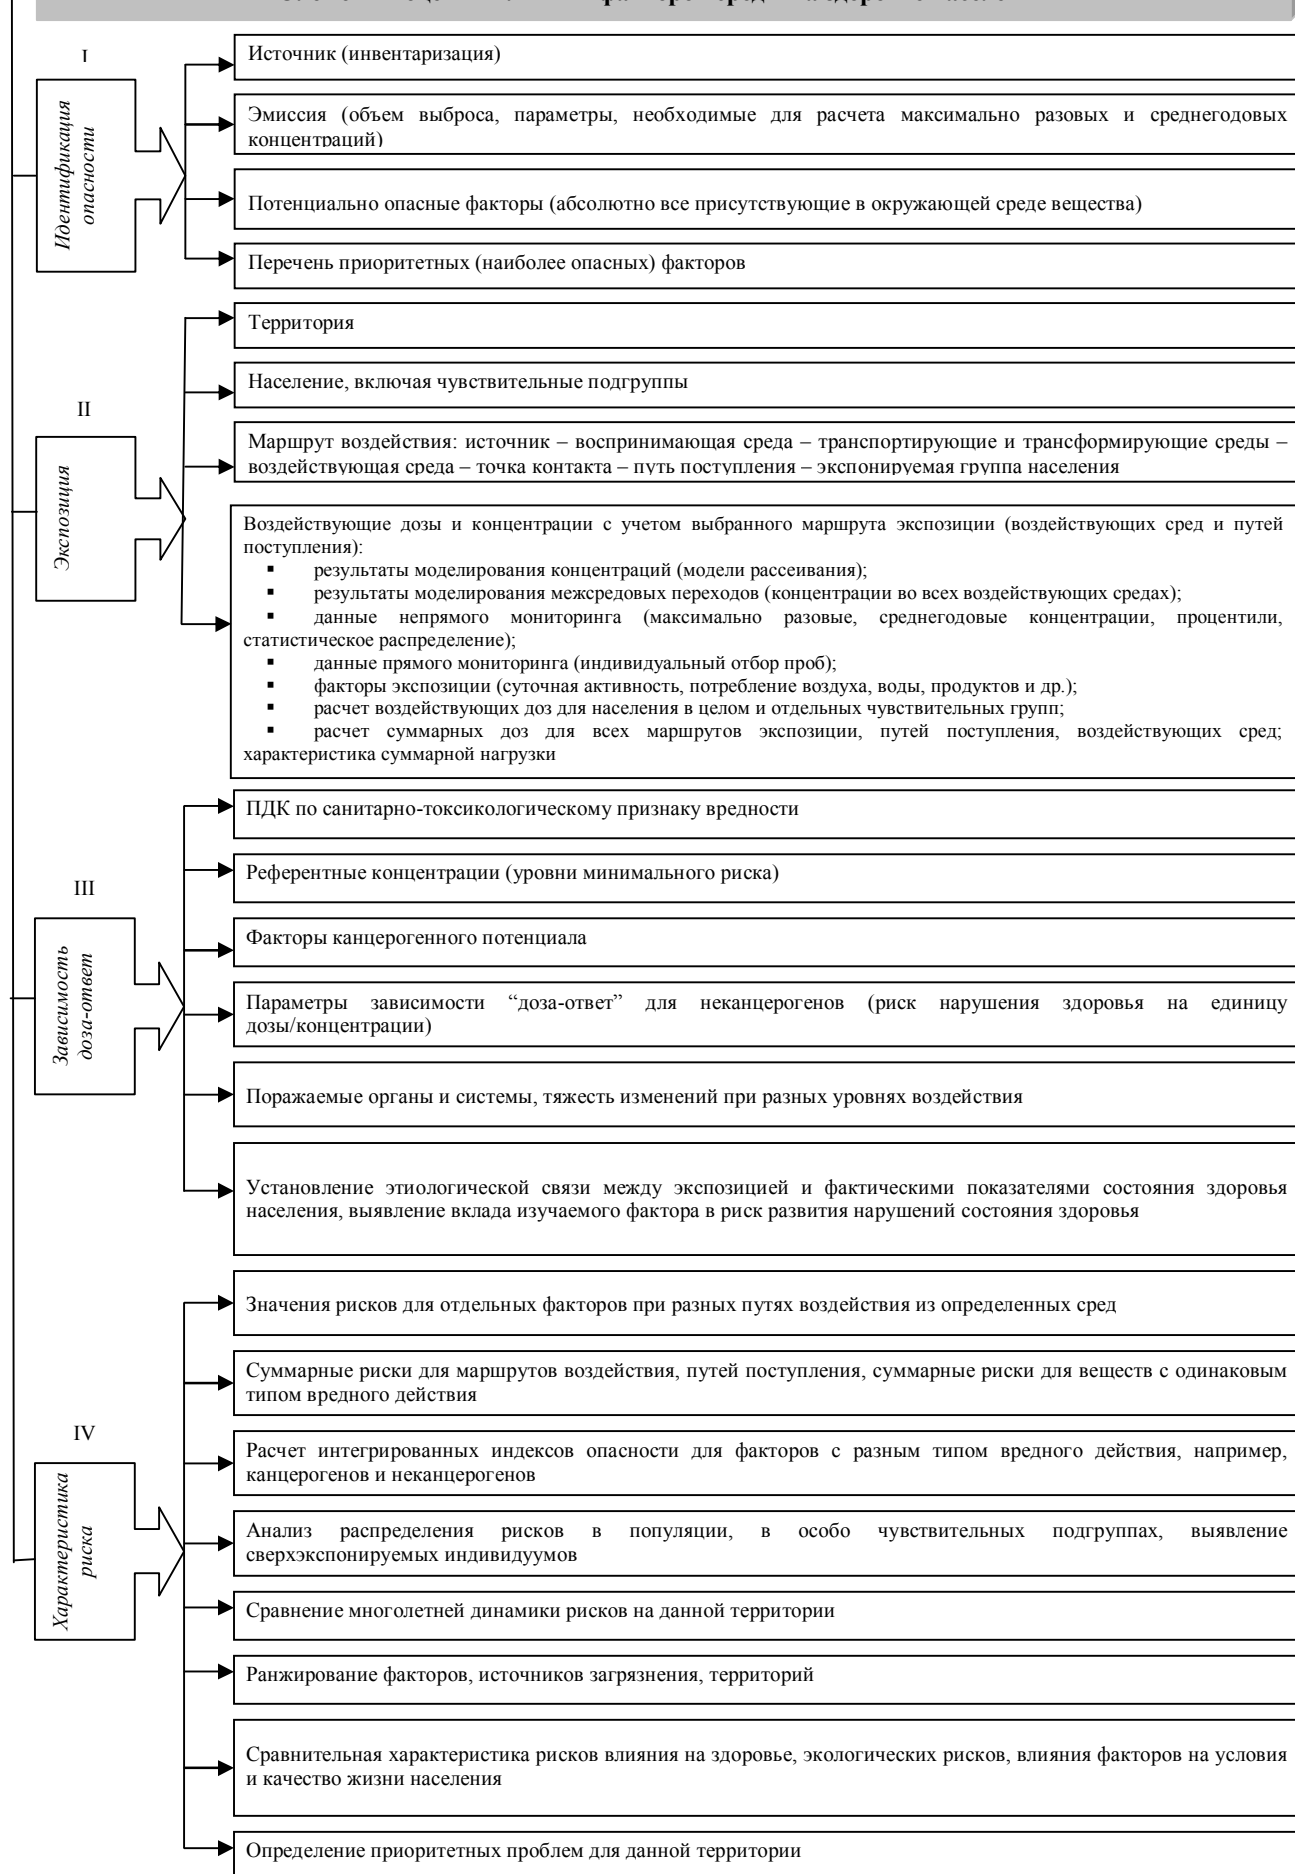 I
Идентификация
опасности
Источник (инвентаризация)
Эмиссия (объем выброса, параметры, необходимые для расчета максимально разовых и среднегодовых
концентраций)
Потенциально опасные факторы (абсолютно все присутствующие в окружающей среде вещества)
Перечень приоритетных (наиболее опасных) факторов
II
Экспозиция
Территория
Население, включая чувствительные подгруппы
Маршрут воздействия: источник – воспринимающая среда – транспортирующие и трансформирующие среды –
воздействующая среда – точка контакта – путь поступления – экспонируемая группа населения
Воздействующие дозы и концентрации с учетом выбранного маршрута экспозиции (воздействующих сред и путей
поступления):
▪ результаты моделирования концентраций (модели рассеивания);
▪ результаты моделирования межсредовых переходов (концентрации во всех воздействующих средах);
▪ данные непрямого мониторинга (максимально разовые, среднегодовые концентрации, процентили,
статистическое распределение);
▪ данные прямого мониторинга (индивидуальный отбор проб);
▪ факторы экспозиции (суточная активность, потребление воздуха, воды, продуктов и др.);
▪ расчет воздействующих доз для населения в целом и отдельных чувствительных групп;
▪ расчет суммарных доз для всех маршрутов экспозиции, путей поступления, воздействующих сред;
характеристика суммарной нагрузки
III
Зависимость
доза-ответ
ПДК по санитарно-токсикологическому признаку вредности
Референтные концентрации (уровни минимального риска)
Факторы канцерогенного потенциала
Параметры зависимости “доза-ответ” для неканцерогенов (риск нарушения здоровья на единицу
дозы/концентрации)
Поражаемые органы и системы, тяжесть изменений при разных уровнях воздействия
Установление этиологической связи между экспозицией и фактическими показателями состояния здоровья
населения, выявление вклада изучаемого фактора в риск развития нарушений состояния здоровья
IV
Характеристика
риска
Значения рисков для отдельных факторов при разных путях воздействия из определенных сред
Суммарные риски для маршрутов воздействия, путей поступления, суммарные риски для веществ с одинаковым
типом вредного действия
Расчет интегрированных индексов опасности для факторов с разным типом вредного действия, например,
канцерогенов и неканцерогенов
Анализ распределения рисков в популяции, в особо чувствительных подгруппах, выявление
сверхэкспонируемых индивидуумов
Сравнение многолетней динамики рисков на данной территории
Ранжирование факторов, источников загрязнения, территорий
Сравнительная характеристика рисков влияния на здоровье, экологических рисков, влияния факторов на условия
и качество жизни населения
Определение приоритетных проблем для данной территории